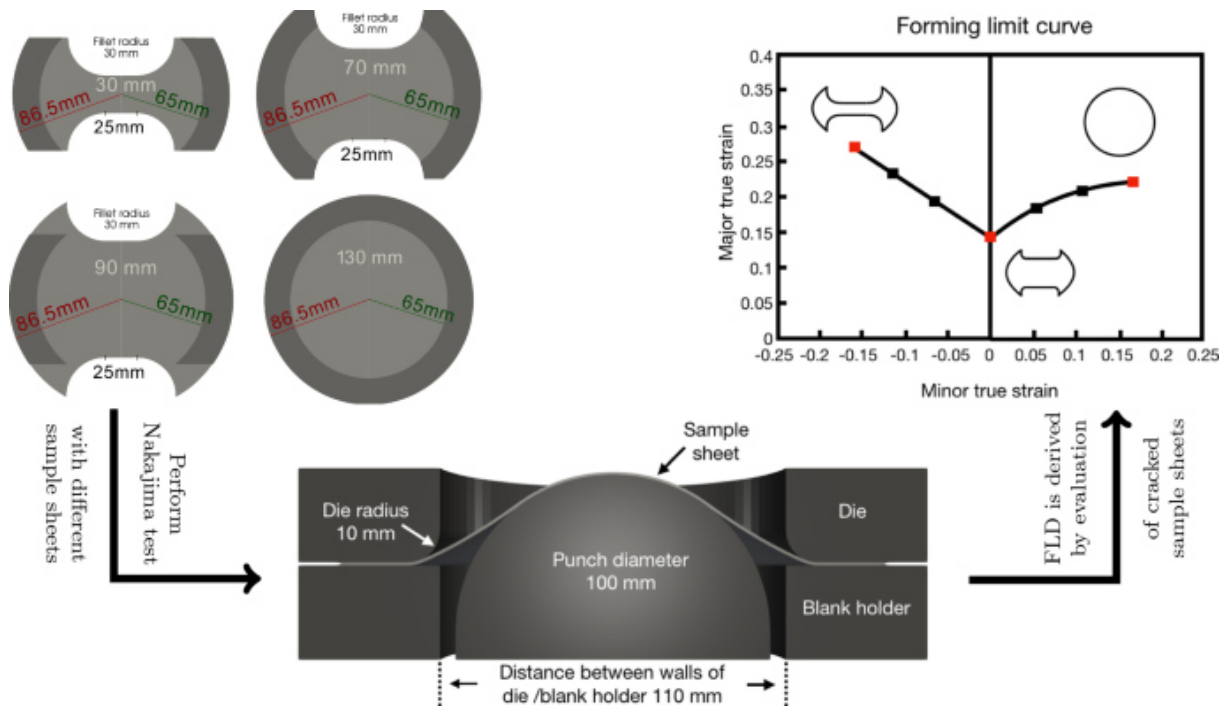 Fillet radius
30 mm
30 mm
86.5mm
65mm
25mm
Fillet radius
30 mm
70 mm
86.5mm
65mm
25mm
Fillet radius
30 mm
90 mm
86.5mm
65mm
25mm
130 mm
86.5mm
65mm
Forming limit curve
Major true strain
0.4
0.35
0.3
0.25
0.20
0.15
0.10
0.05
0
-0.25
-0.2
-0.15
-0.1
-0.05
0
0.05
0.1
0.15
0.2
0.25
Minor true strain
Perform
Nakajima test
with different
sample sheets
Sample
sheet
Die radius
10 mm
Die
Punch diameter
100 mm
Blank holder
Distance between walls of
die /blank holder 110 mm
FLD is derived
by evaluation
of cracked
sample sheets